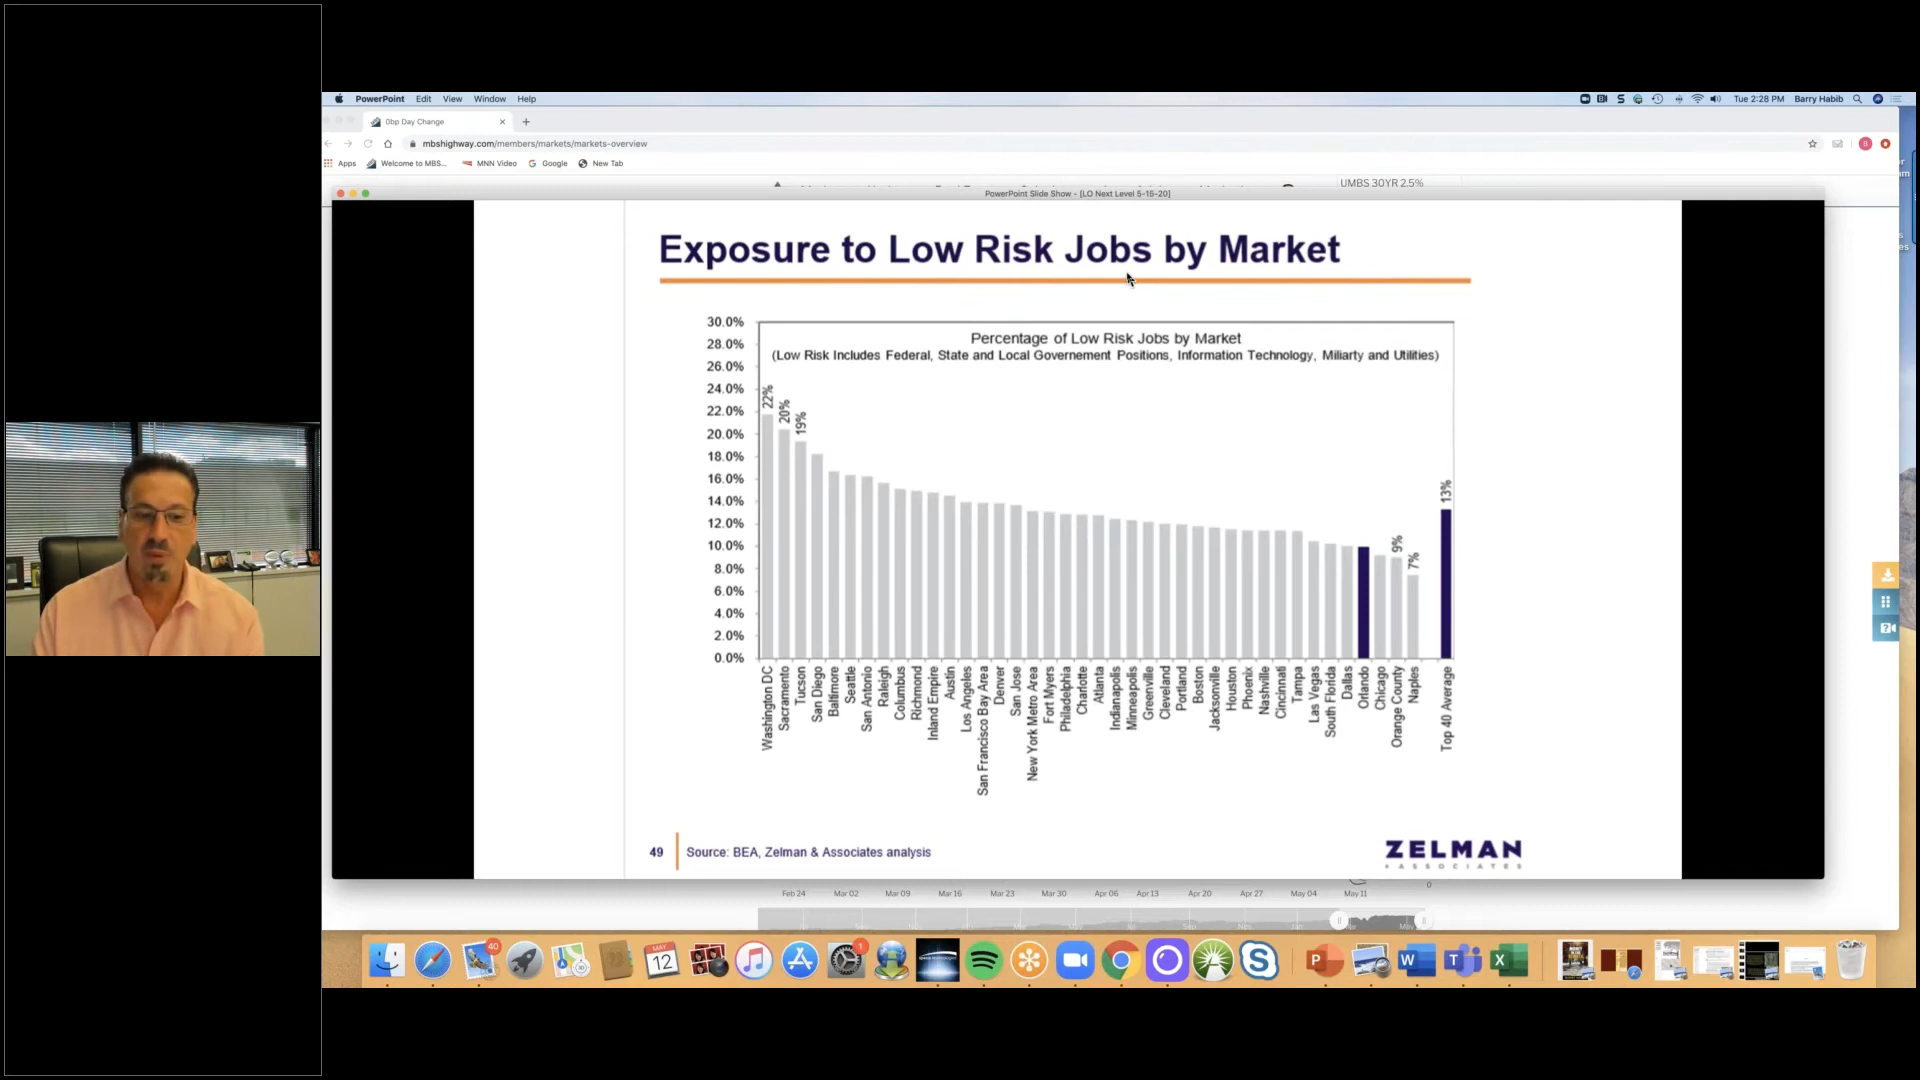 PowerPoint Edit View Window Help Tue 2:28 PM Barry Habib
0bp Day Change
mbshighway.com/members/markets/markets-overview
Apps Welcome to MBS... MNN Video Google New Tab
UMBS 30YR 2.5%
PowerPoint Slide Show - [LO Next Level 5-15-20]
Exposure to Low Risk Jobs by Market
Percentage of Low Risk Jobs by Market
(Low Risk Includes Federal, State and Local Governement Positions, Information Technology, Miliarty and Utilities)
30.0%
28.0%
26.0%
24.0%
22.0%
20.0%
18.0%
16.0%
14.0%
12.0%
10.0%
8.0%
6.0%
4.0%
2.0%
0.0%
22%
20%
19%
9%
7%
13%
Washington DC
Sacramento
Tucson
San Diego
Baltimore
Seattle
San Antonio
Raleigh
Columbus
Richmond
Inland Empire
Austin
Los Angeles
San Francisco Bay Area
Denver
San Jose
New York Metro Area
Fort Myers
Philadelphia
Charlotte
Atlanta
Indianapolis
Minneapolis
Greenville
Cleveland
Portland
Boston
Jacksonville
Houston
Phoenix
Nashville
Cincinnati
Tampa
Las Vegas
South Florida
Dallas
Orlando
Chicago
Orange County
Naples
Top 40 Average
49 Source: BEA, Zelman & Associates analysis
ZELMAN
ASSOCIATES
0
Feb 24 Mar 02 Mar 09 Mar 16 Mar 23 Mar 30 Apr 06 Apr 13 Apr 20 Apr 27 May 04 May 11
40
MAY
12
1